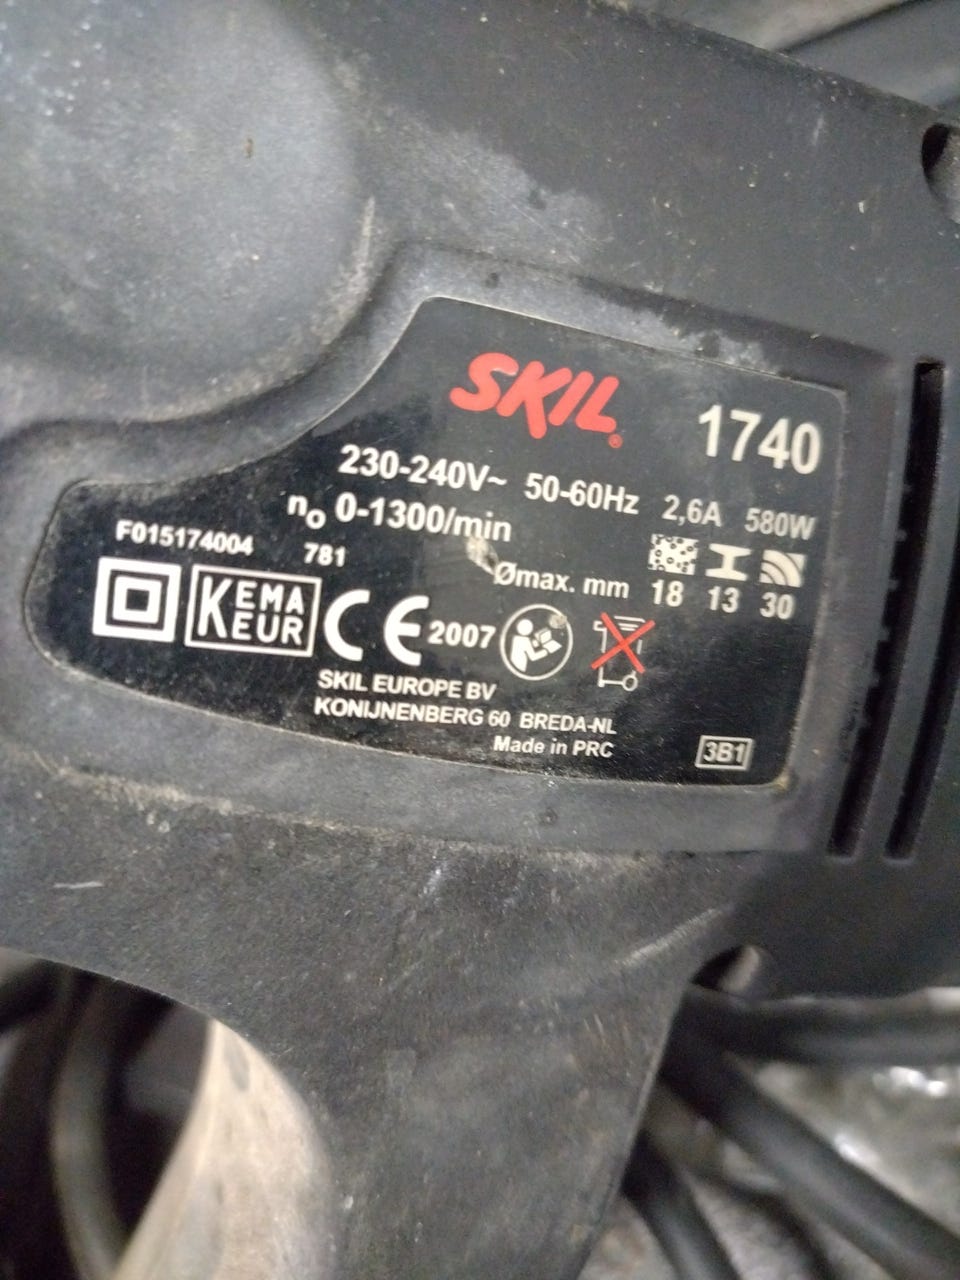 SKIL®
1740
230-240V~ 50-60Hz 2,6A 580W
no 0-1300/min
F015174004 781
Ømax. mm 18 13 30
KEMA
KEUR
CE 2007
SKIL EUROPE BV
KONIJNENBERG 60 BREDA-NL
Made in PRC
3B1